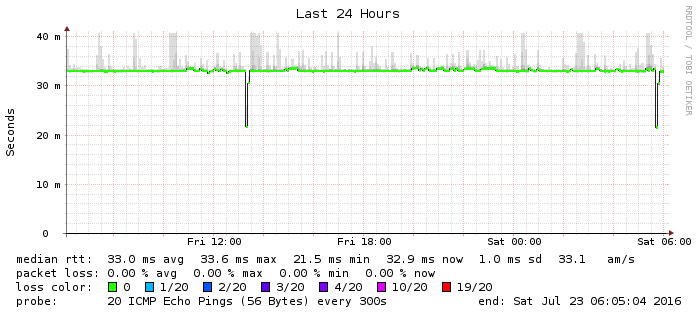 Last 24 Hours
RRDTOOL / TOBI OETIKER
Seconds
40 m
30 m
20 m
10 m
0
Fri 12:00 Fri 18:00 Sat 00:00 Sat 06:00
median rtt: 33.0 ms avg 33.6 ms max 21.5 ms min 32.9 ms now 1.0 ms sd 33.1 am/s
packet loss: 0.00 % avg 0.00 % max 0.00 % min 0.00 % now
loss color: 0 1/20 2/20 3/20 4/20 10/20 19/20
probe: 20 ICMP Echo Pings (56 Bytes) every 300s end: Sat Jul 23 06:05:04 2016